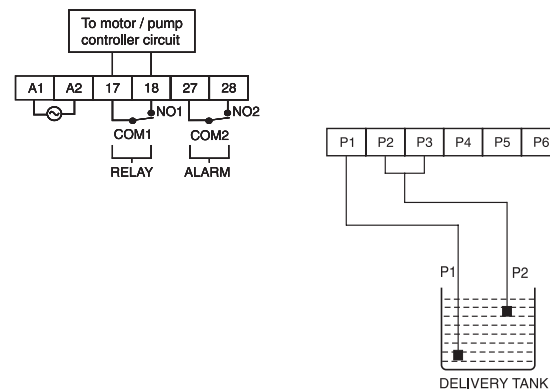 To motor / pump
controller circuit
A1 A2 17 18 27 28
NO1 NO2
COM1 COM2
RELAY ALARM
P1 P2 P3 P4 P5 P6
P1 P2
DELIVERY TANK